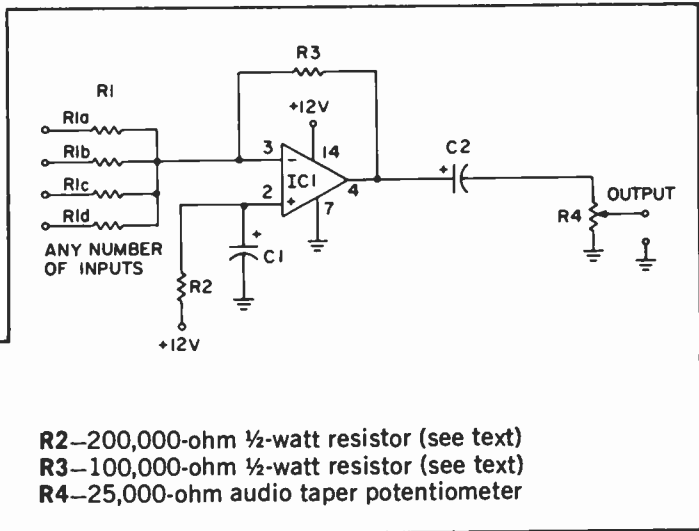 R3
R1
+12V
R1a
R1b
R1c
R1d
3
−
14
IC1
2
+
4
7
+
C2
OUTPUT
R4
ANY NUMBER
OF INPUTS
+
C1
R2
+12V
R2—200,000-ohm ½-watt resistor (see text)
R3—100,000-ohm ½-watt resistor (see text)
R4—25,000-ohm audio taper potentiometer